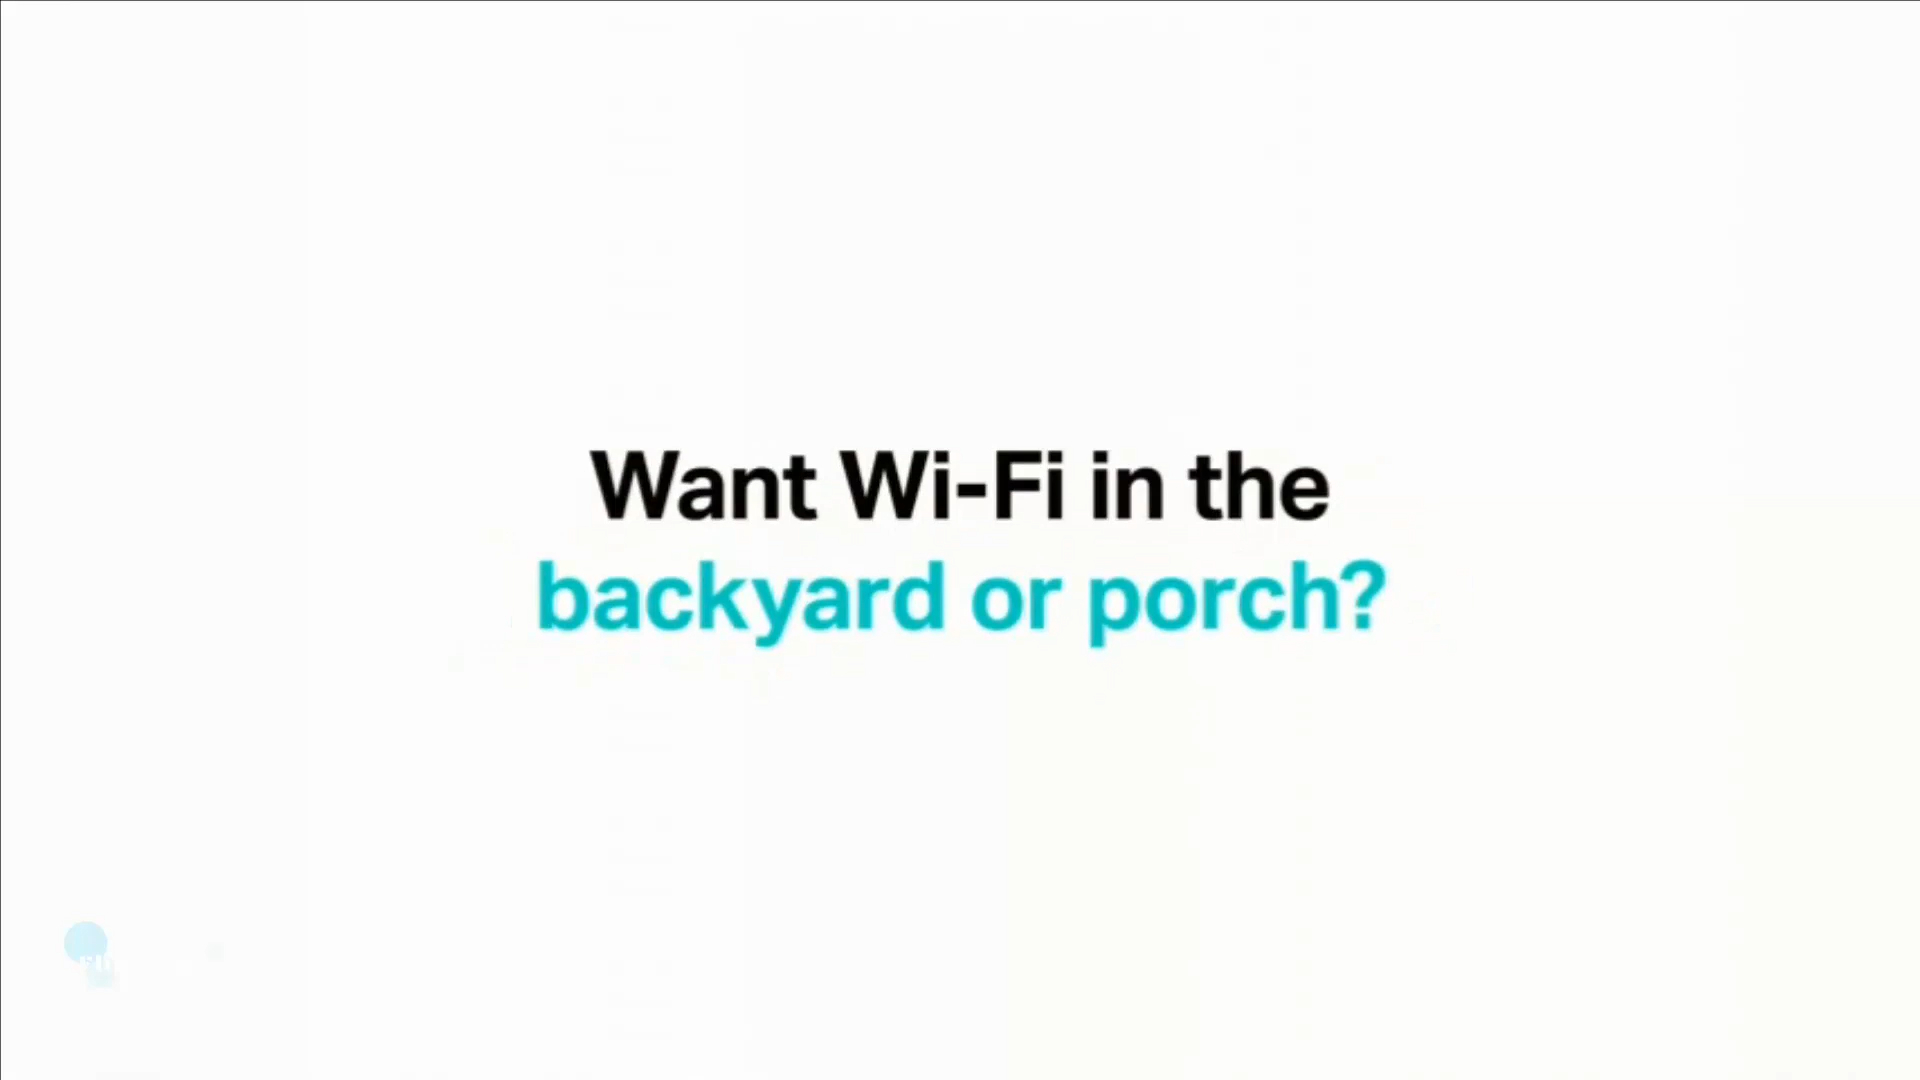 Want Wi-Fi in the
backyard or porch?